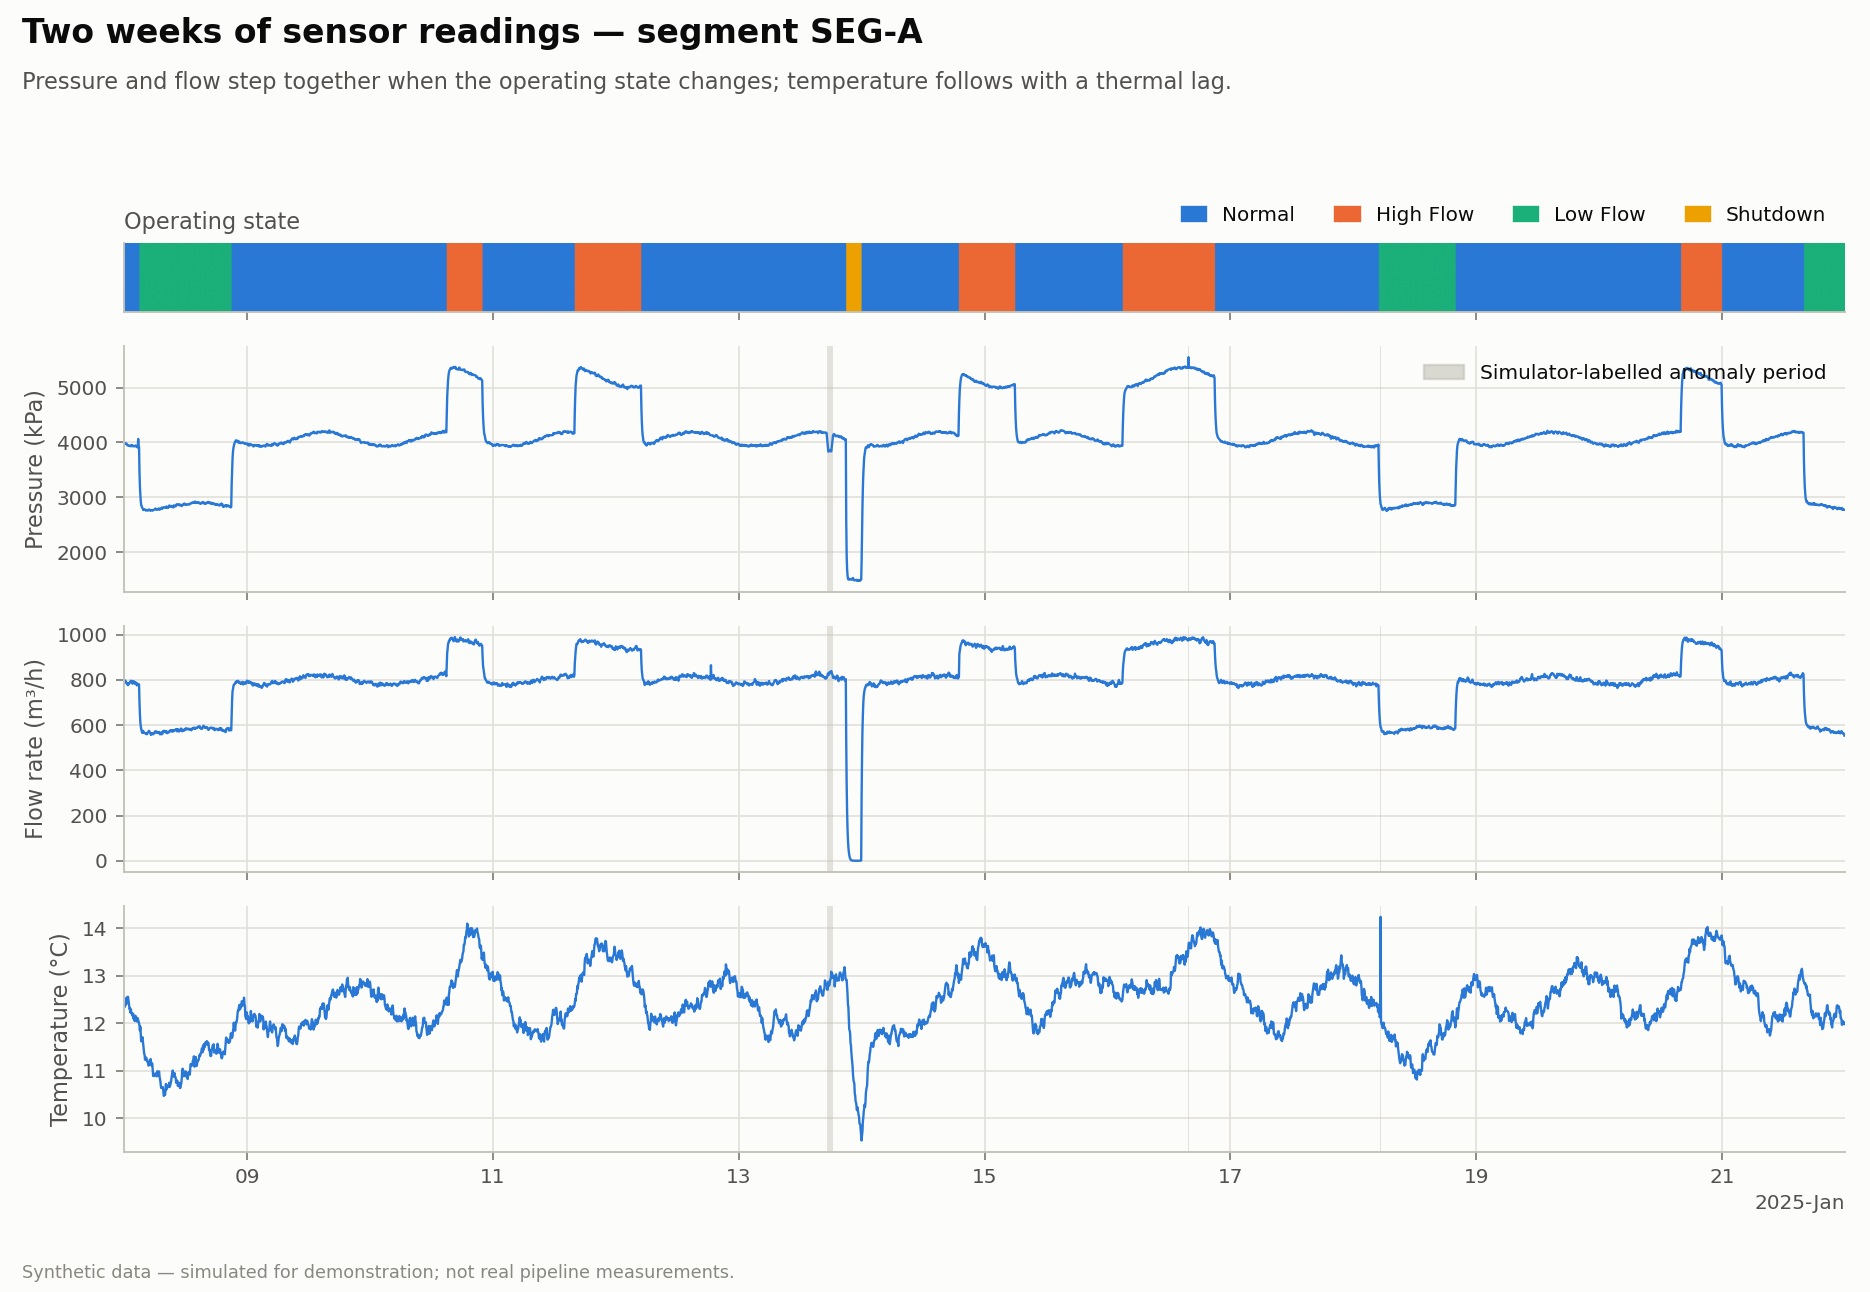 Two weeks of sensor readings — segment SEG-A
Pressure and flow step together when the operating state changes; temperature follows with a thermal lag.
Operating state
Normal
High Flow
Low Flow
Shutdown
Pressure (kPa)
5000
4000
3000
2000
Simulator-labelled anomaly period
Flow rate (m³/h)
1000
800
600
400
200
0
Temperature (°C)
14
13
12
11
10
09
11
13
15
17
19
21
2025-Jan
Synthetic data — simulated for demonstration; not real pipeline measurements.